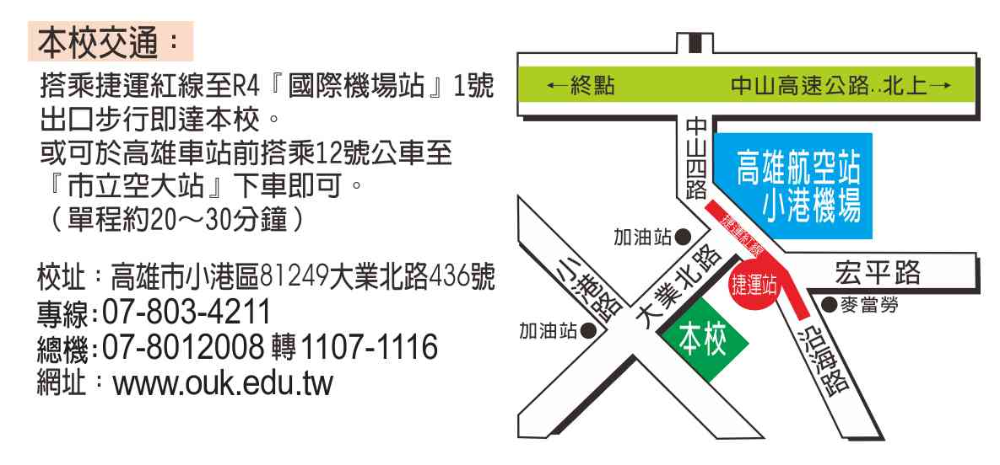 本校交通：
搭乘捷運紅線至R4『國際機場站』1號
出口步行即達本校。
或可於高雄車站前搭乘12號公車至
『市立空大站』下車即可。
（單程約20～30分鐘）
校址：高雄市小港區81249大業北路436號
專線:07-803-4211
總機:07-8012008 轉1107-1116
網址：www.ouk.edu.tw
←終點
中山高速公路..北上→
中山四路
高雄航空站
小港機場
捷運紅線
加油站
小港路
大業北路
捷運站
宏平路
麥當勞
加油站
本校
沿海路